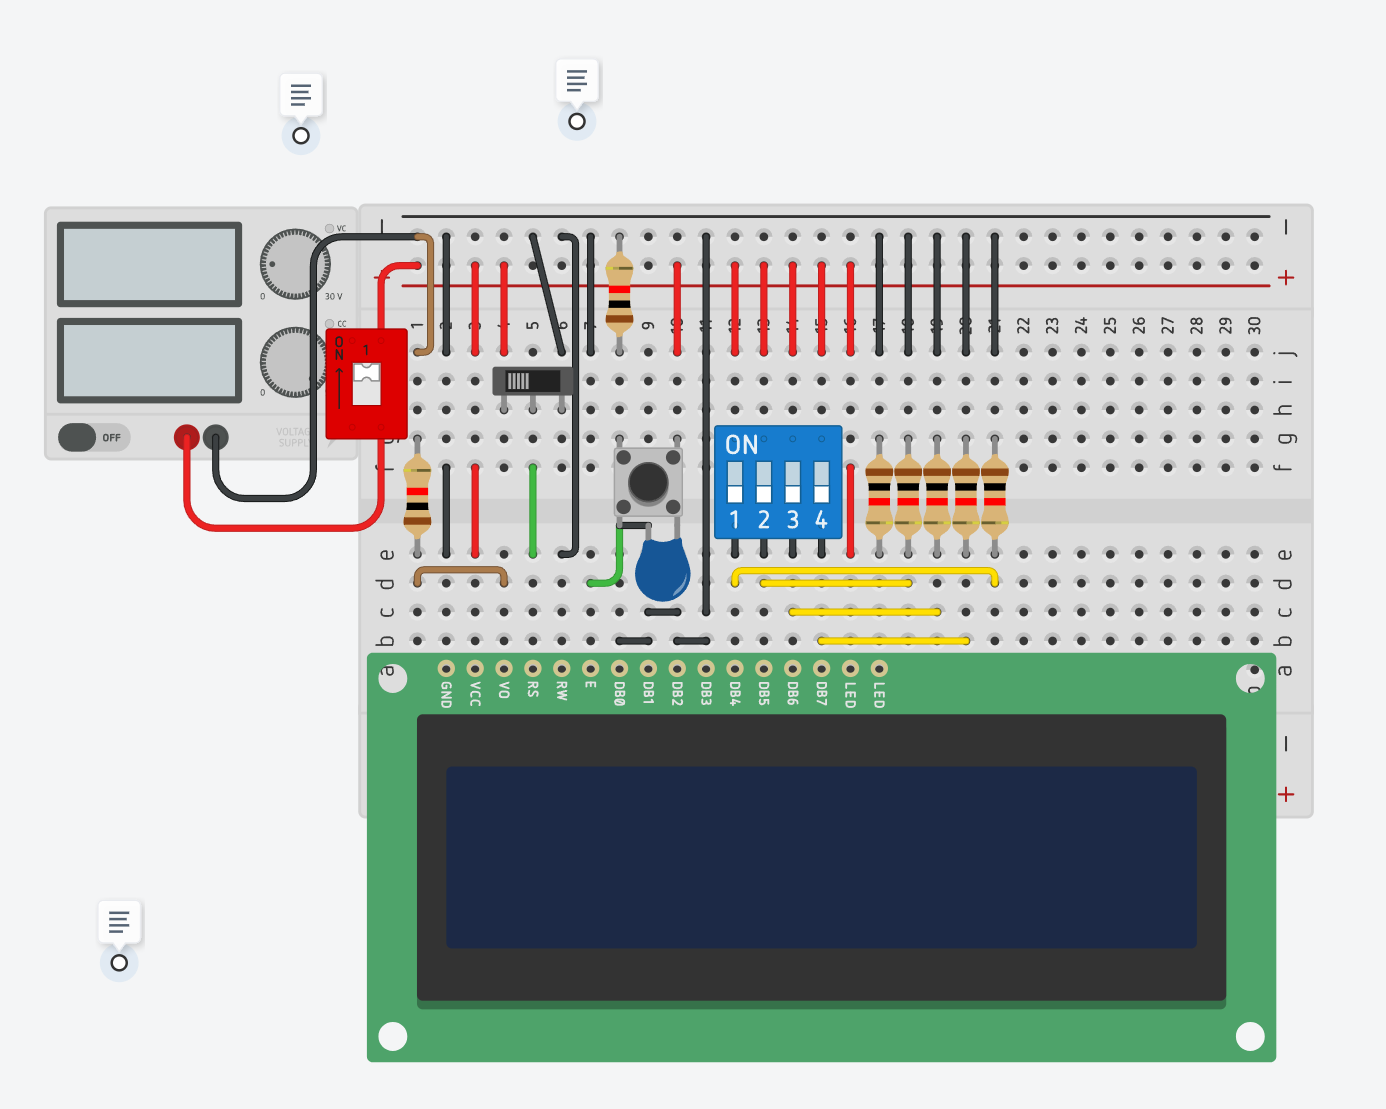 VC
0
30 V
CC
0
OFF
VOLTAGE
SUPPLY
ON
1
− −
+ +
1 2 3 4 5 6 7 9 10 11 12 13 14 15 16 17 18 19 20 21 22 23 24 25 26 27 28 29 30
j
i
h
g g
f f
ON
1 2 3 4
e e
d d
c c
b b
a a
GND VCC VO RS RW E DB0 DB1 DB2 DB3 DB4 DB5 DB6 DB7 LED LED
−
+